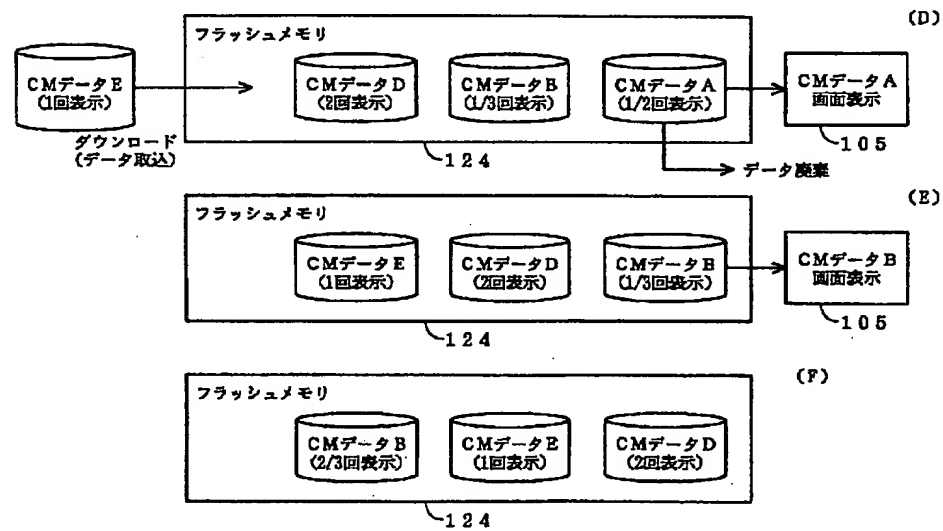 (D)
フラッシュメモリ
CMデータE
(1回表示)
CMデータD
(2回表示)
CMデータB
(1/3回表示)
CMデータA
(1/2回表示)
CMデータA
画面表示
ダウンロード
(データ取込)
124
105
データ廃棄
(E)
フラッシュメモリ
CMデータE
(1回表示)
CMデータD
(2回表示)
CMデータB
(1/3回表示)
CMデータB
画面表示
124
105
(F)
フラッシュメモリ
CMデータB
(2/3回表示)
CMデータE
(1回表示)
CMデータD
(2回表示)
124